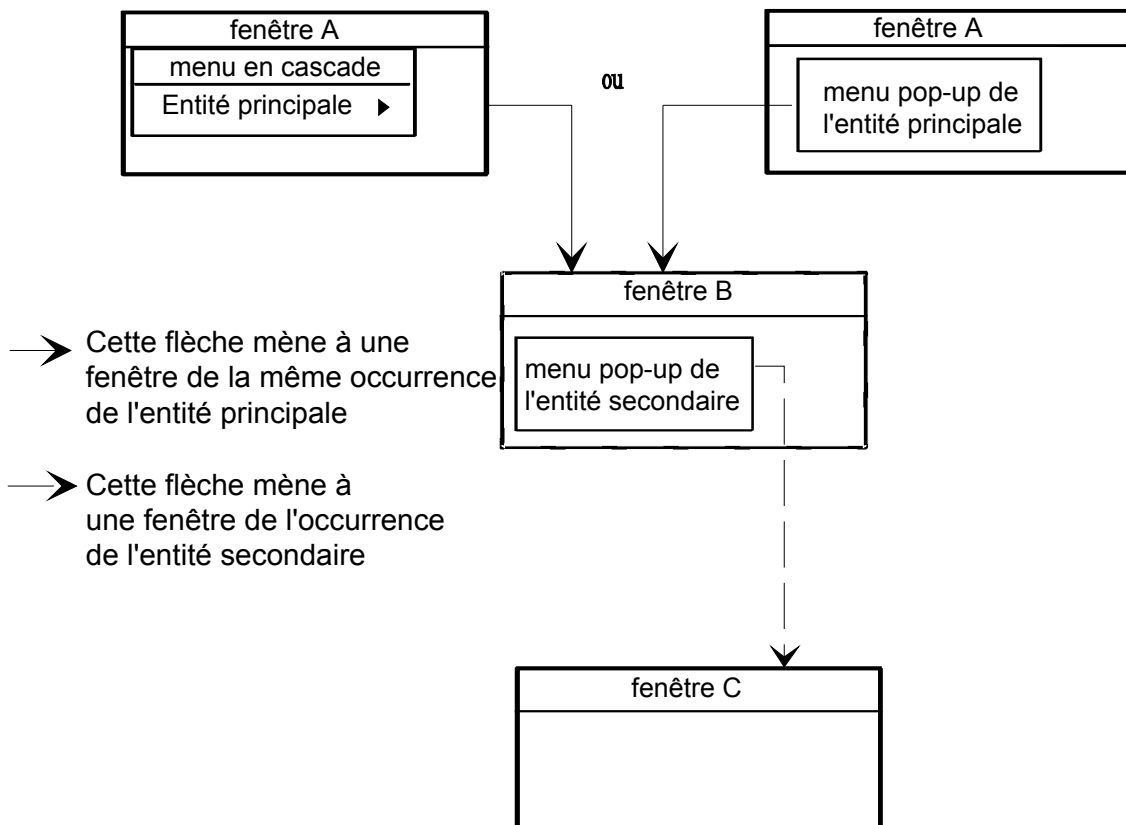 fenêtre A
menu en cascade
Entité principale
ou
fenêtre A
menu pop-up de
l'entité principale
fenêtre B
menu pop-up de
l'entité secondaire
Cette flèche mène à une
fenêtre de la même occurrence
de l'entité principale
Cette flèche mène à
une fenêtre de l'occurrence
de l'entité secondaire
fenêtre C